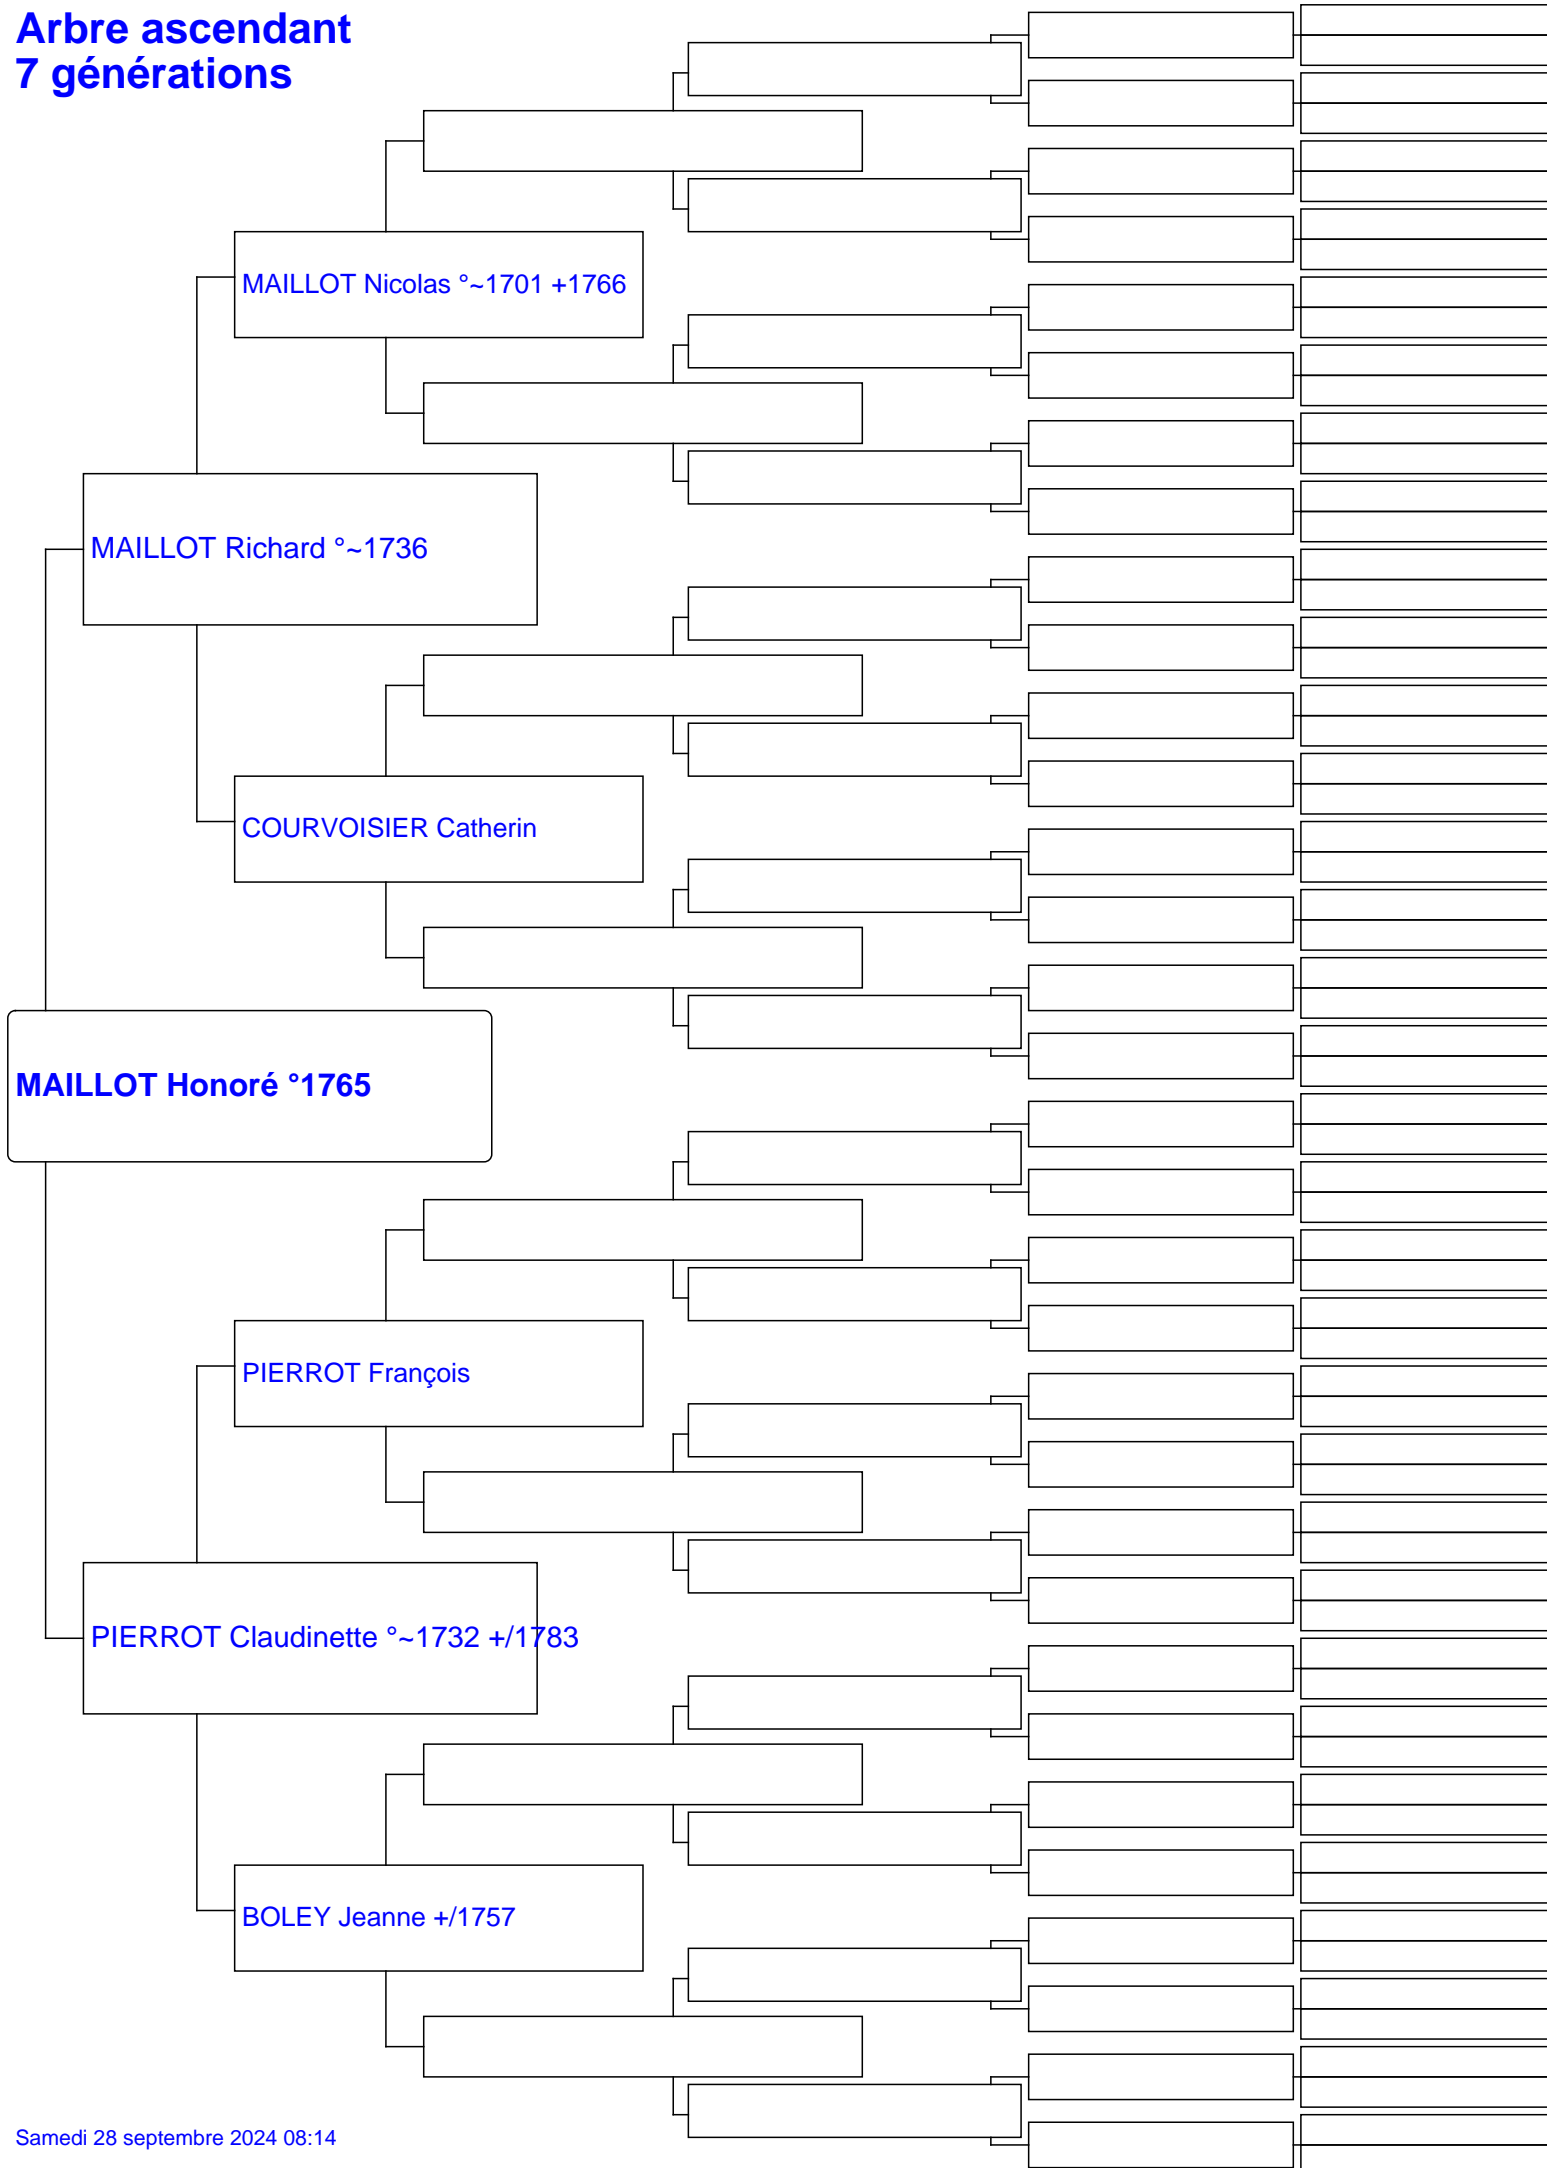 Arbre ascendant
7 générations
MAILLOT Nicolas °~1701 +1766
MAILLOT Richard °~1736
COURVOISIER Catherin
MAILLOT Honoré °1765
PIERROT François
PIERROT Claudinette °~1732 +/1783
BOLEY Jeanne +/1757
Samedi 28 septembre 2024 08:14